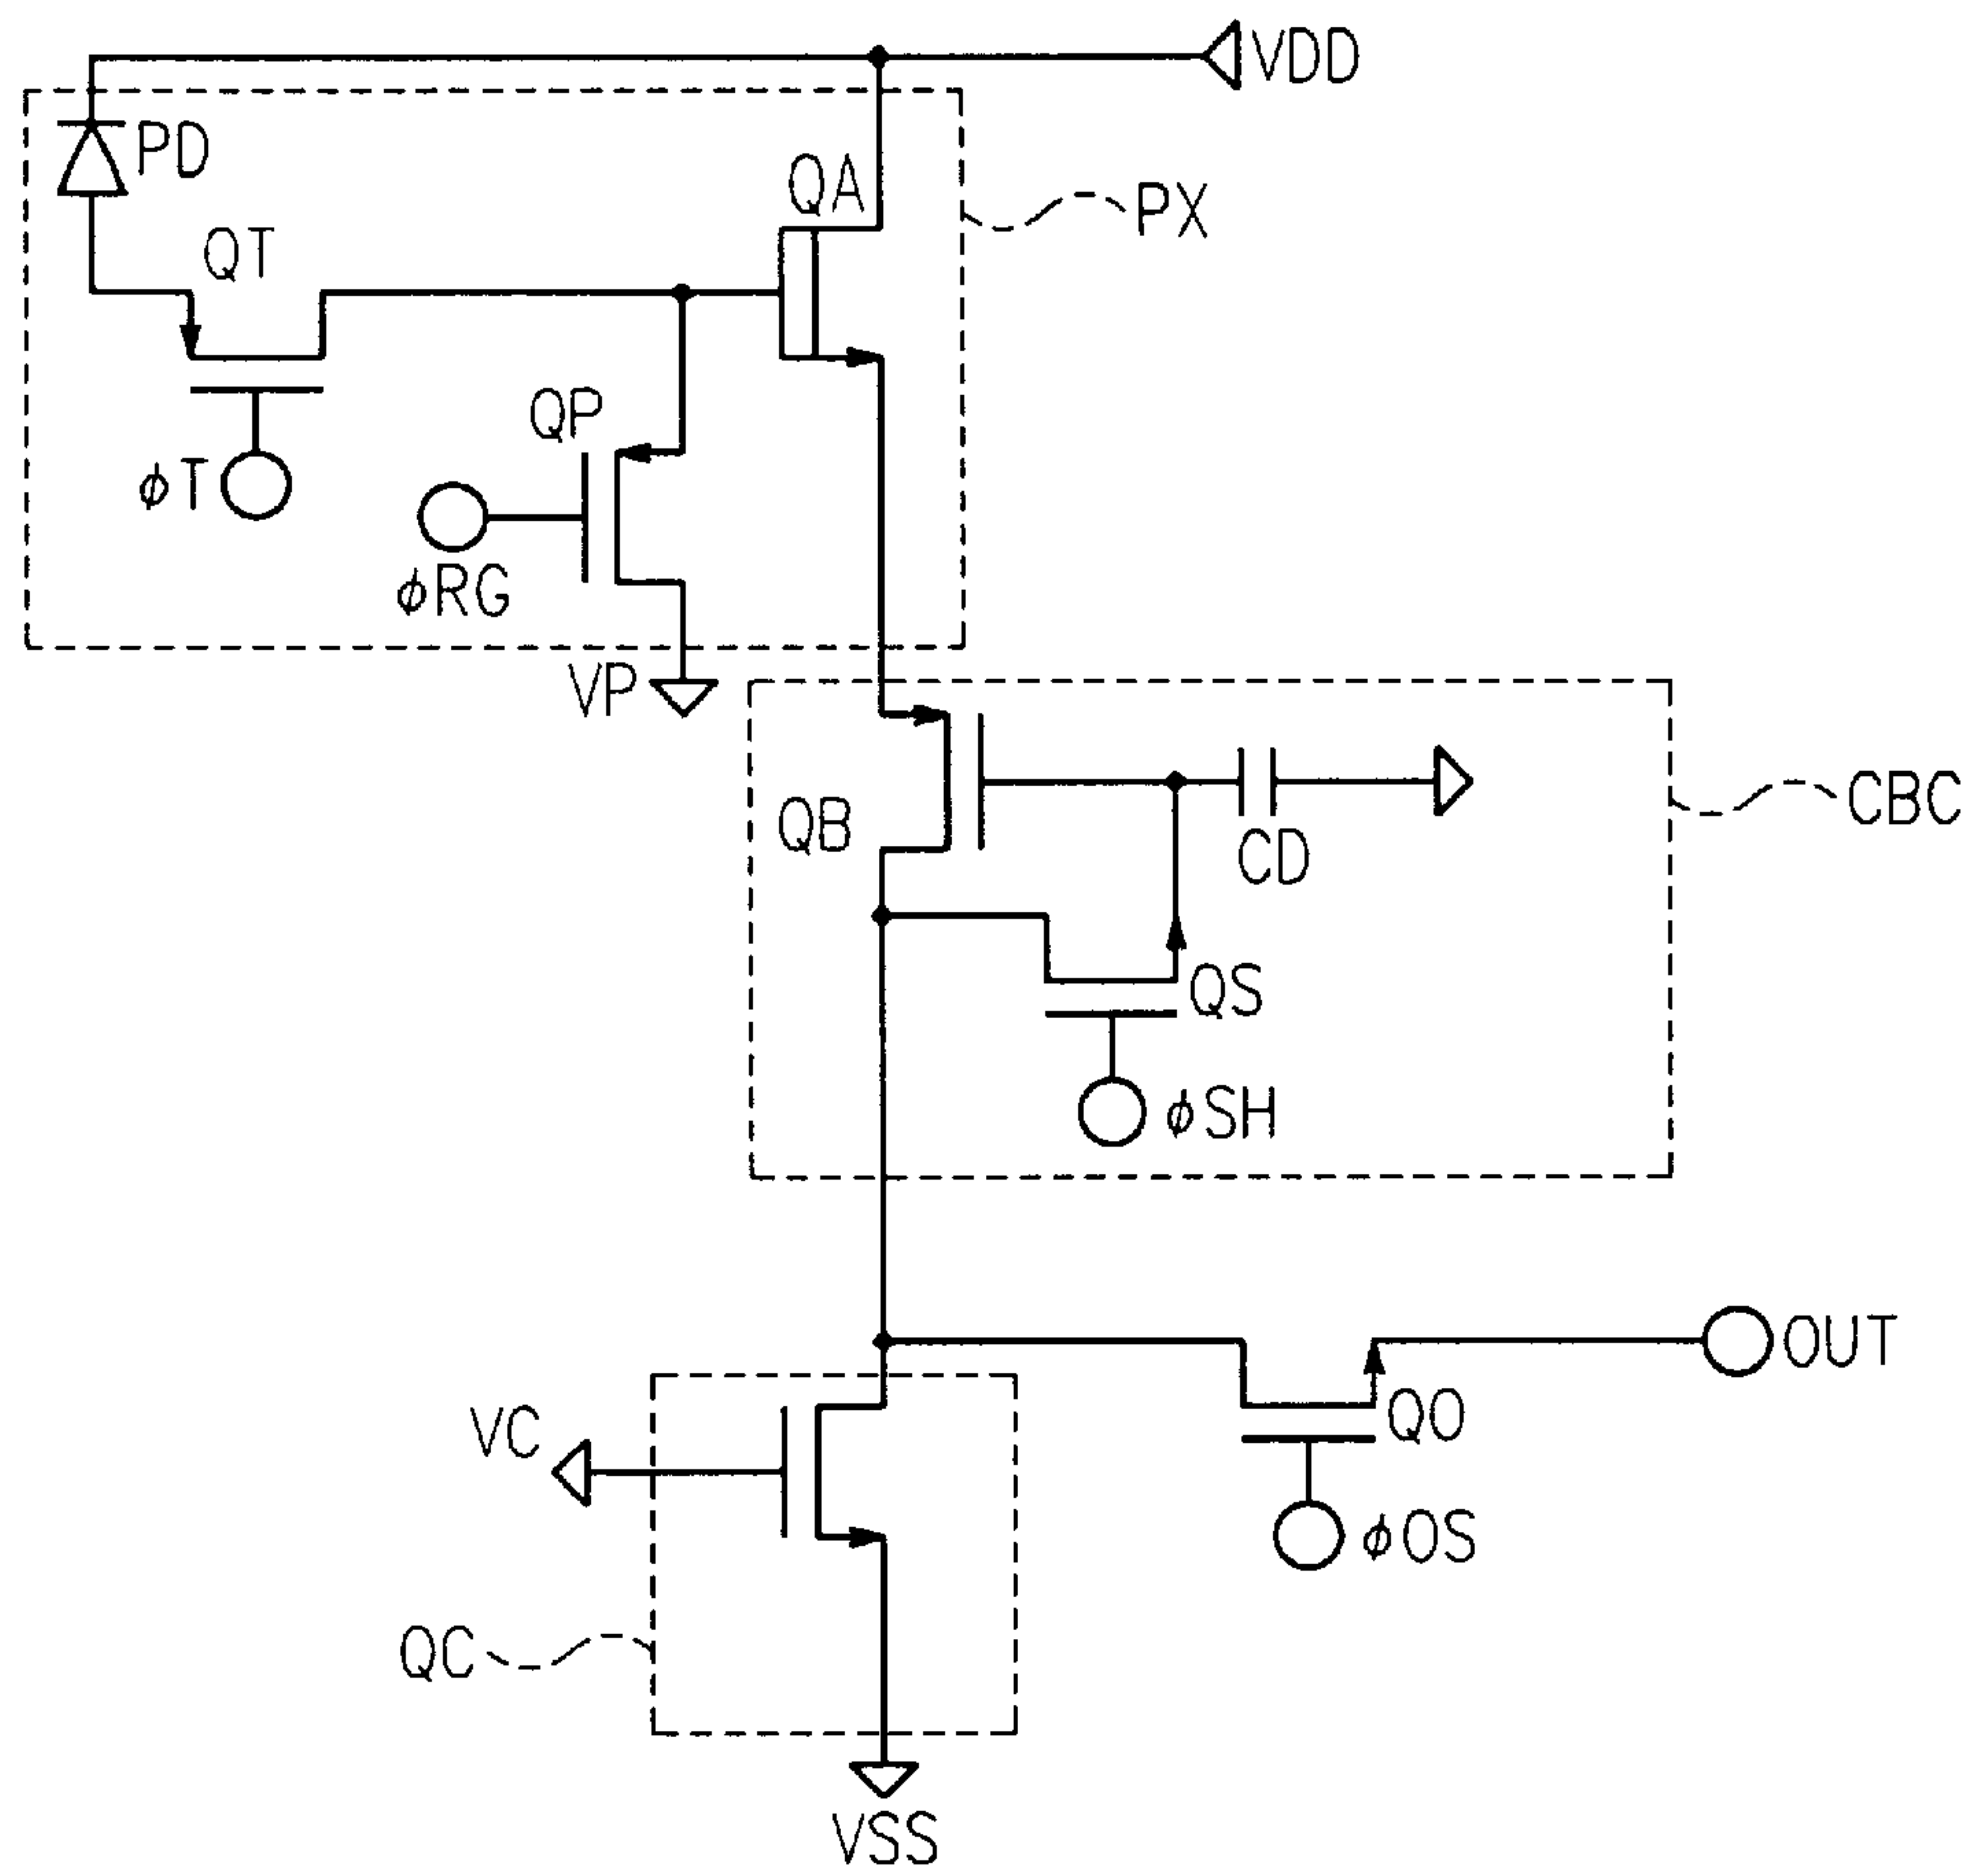 VDD
PD
QA
PX
QT
QP
ϕT
ϕRG
VP
QB
CD
CBC
QS
ϕSH
OUT
QO
VC
ϕOS
QC
VSS